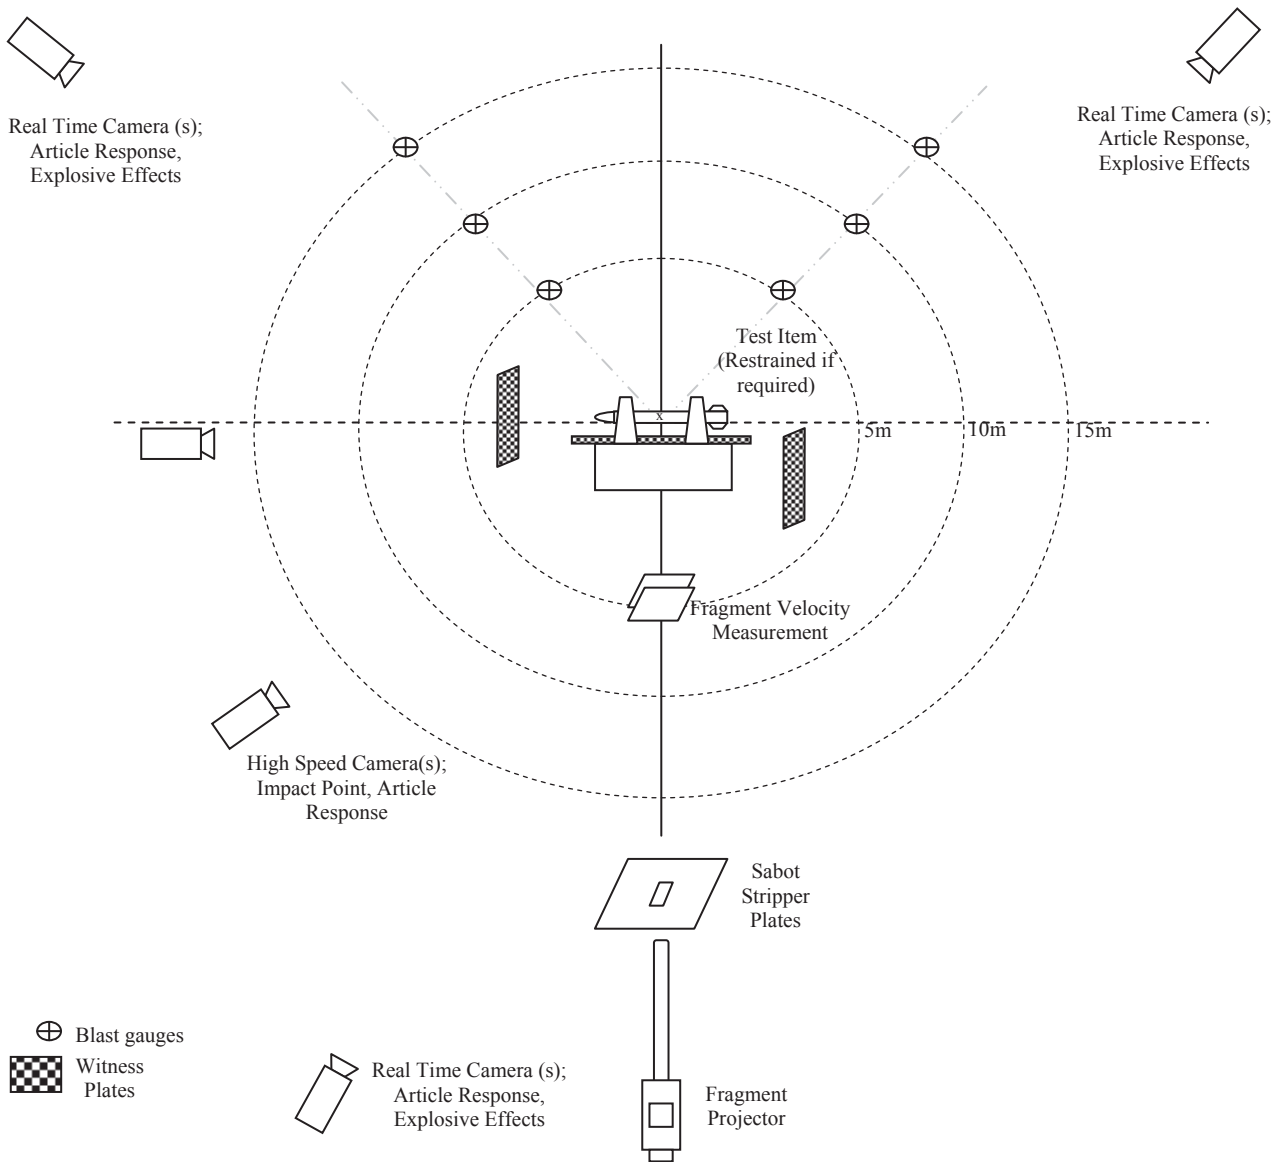 Real Time Camera (s);
Article Response,
Explosive Effects
Real Time Camera (s);
Article Response,
Explosive Effects
Test Item
(Restrained if
required)
x
5m
10m
15m
Fragment Velocity
Measurement
High Speed Camera(s);
Impact Point, Article
Response
Sabot
Stripper
Plates
Blast gauges
Witness
Plates
Real Time Camera (s);
Article Response,
Explosive Effects
Fragment
Projector